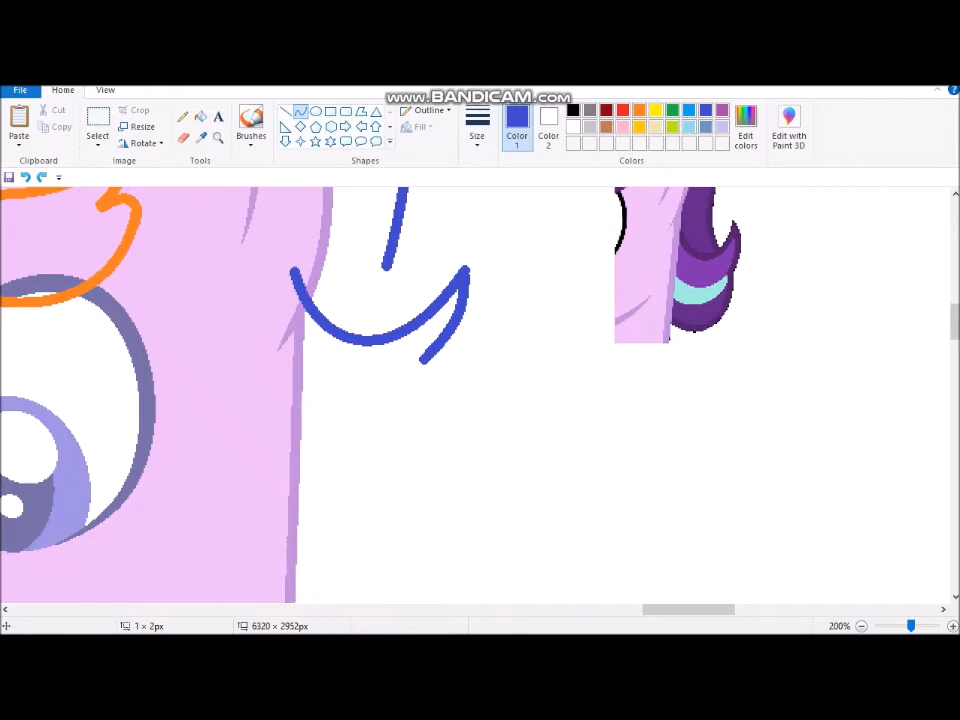 File Home View
www.BANDICAM.com
Cut
Copy
Paste
Crop
Resize
Rotate
Select
Brushes
Outline
Fill
Size
Color
1
Color
2
Edit
colors
Edit with
Paint 3D
Clipboard Image Tools Shapes Colors
1 × 2px 6320 × 2952px 200%